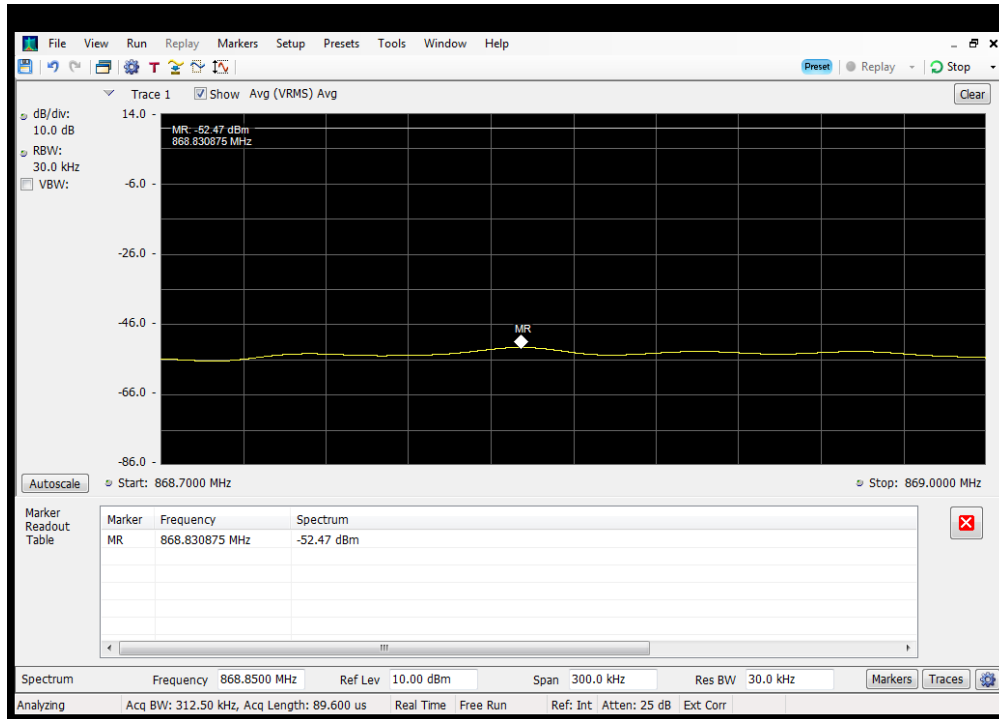 File View Run Replay Markers Setup Presets Tools Window Help
Preset Replay Stop
Trace 1 Show Avg (VRMS) Avg Clear
dB/div:
10.0 dB
RBW:
30.0 kHz
VBW:
14.0
MR: -52.47 dBm
868.830875 MHz
-6.0
-26.0
-46.0
MR
-66.0
-86.0
Autoscale Start: 868.7000 MHz Stop: 869.0000 MHz
Marker
Readout
Table
Marker Frequency Spectrum
MR 868.830875 MHz -52.47 dBm
Spectrum Frequency 868.8500 MHz Ref Lev 10.00 dBm Span 300.0 kHz Res BW 30.0 kHz Markers Traces
Analyzing Acq BW: 312.50 kHz, Acq Length: 89.600 us Real Time Free Run Ref: Int Atten: 25 dB Ext Corr